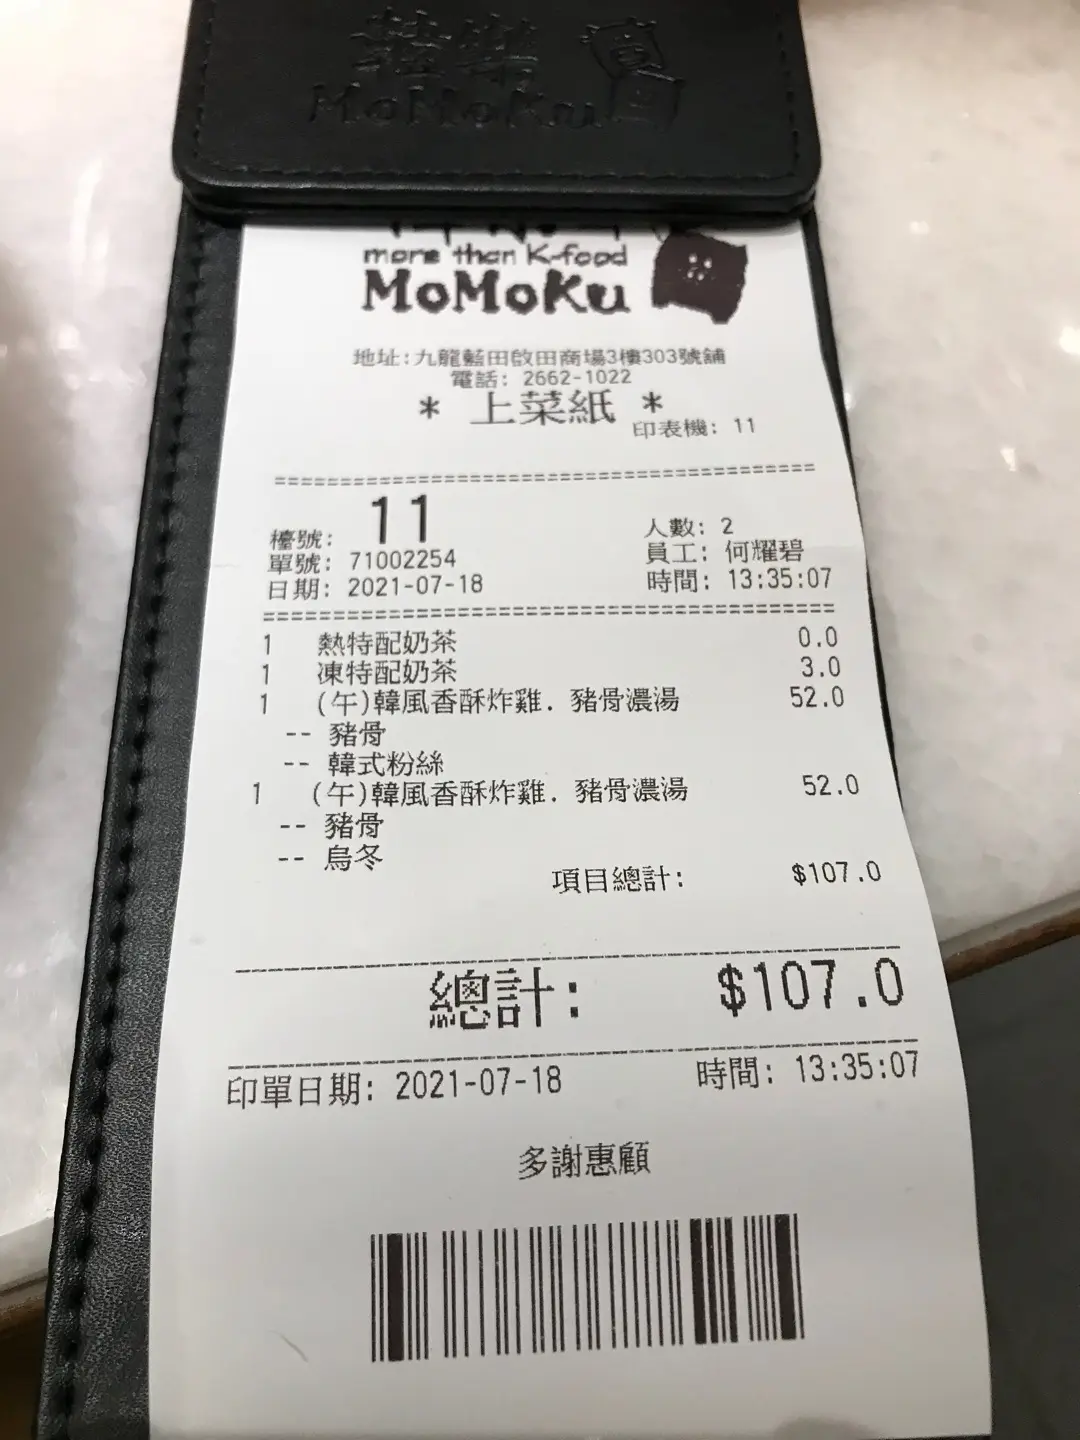 MoMoKu
more than K-food
MoMoKu
地址:九龍藍田啟田商場3樓303號舖
電話: 2662-1022
* 上菜紙 *
印表機: 11
檯號: 11 人數: 2
單號: 71002254 員工: 何耀碧
日期: 2021-07-18 時間: 13:35:07
1 熱特配奶茶 0.0
1 凍特配奶茶 3.0
1 (午)韓風香酥炸雞. 豬骨濃湯 52.0
-- 豬骨
-- 韓式粉絲
1 (午)韓風香酥炸雞. 豬骨濃湯 52.0
-- 豬骨
-- 烏冬
項目總計: $107.0
總計: $107.0
印單日期: 2021-07-18 時間: 13:35:07
多謝惠顧